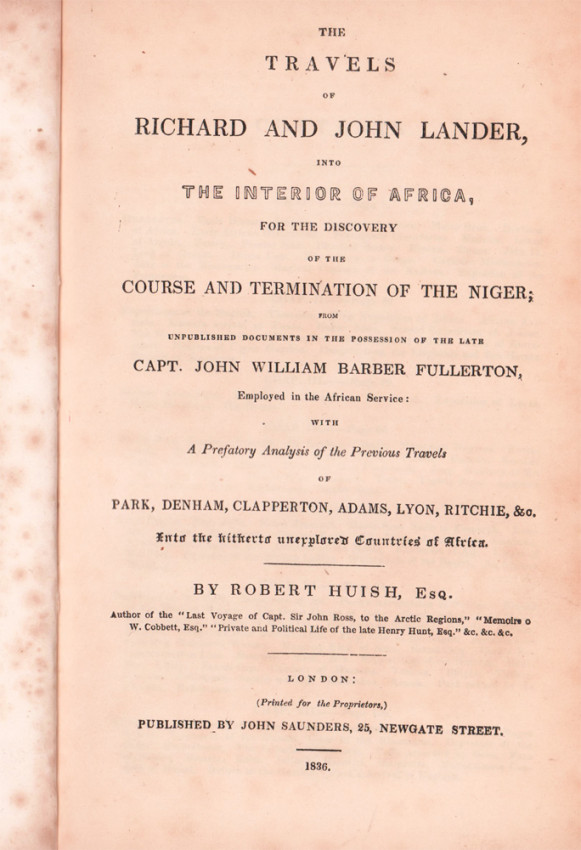 THE
TRAVELS
OF
RICHARD AND JOHN LANDER,
INTO
THE INTERIOR OF AFRICA,
FOR THE DISCOVERY
OF THE
COURSE AND TERMINATION OF THE NIGER;
FROM
UNPUBLISHED DOCUMENTS IN THE POSSESSION OF THE LATE
CAPT. JOHN WILLIAM BARBER FULLERTON,
Employed in the African Service:
WITH
A Prefatory Analysis of the Previous Travels
OF
PARK, DENHAM, CLAPPERTON, ADAMS, LYON, RITCHIE, &c.
Into the hitherto unexplored Countries of Africa.
BY ROBERT HUISH, Esq.
Author of the "Last Voyage of Capt. Sir John Ross, to the Arctic Regions," "Memoirs o
W. Cobbett, Esq." "Private and Political Life of the late Henry Hunt, Esq." &c. &c. &c.
LONDON:
(Printed for the Proprietors,)
PUBLISHED BY JOHN SAUNDERS, 25, NEWGATE STREET.
1836.